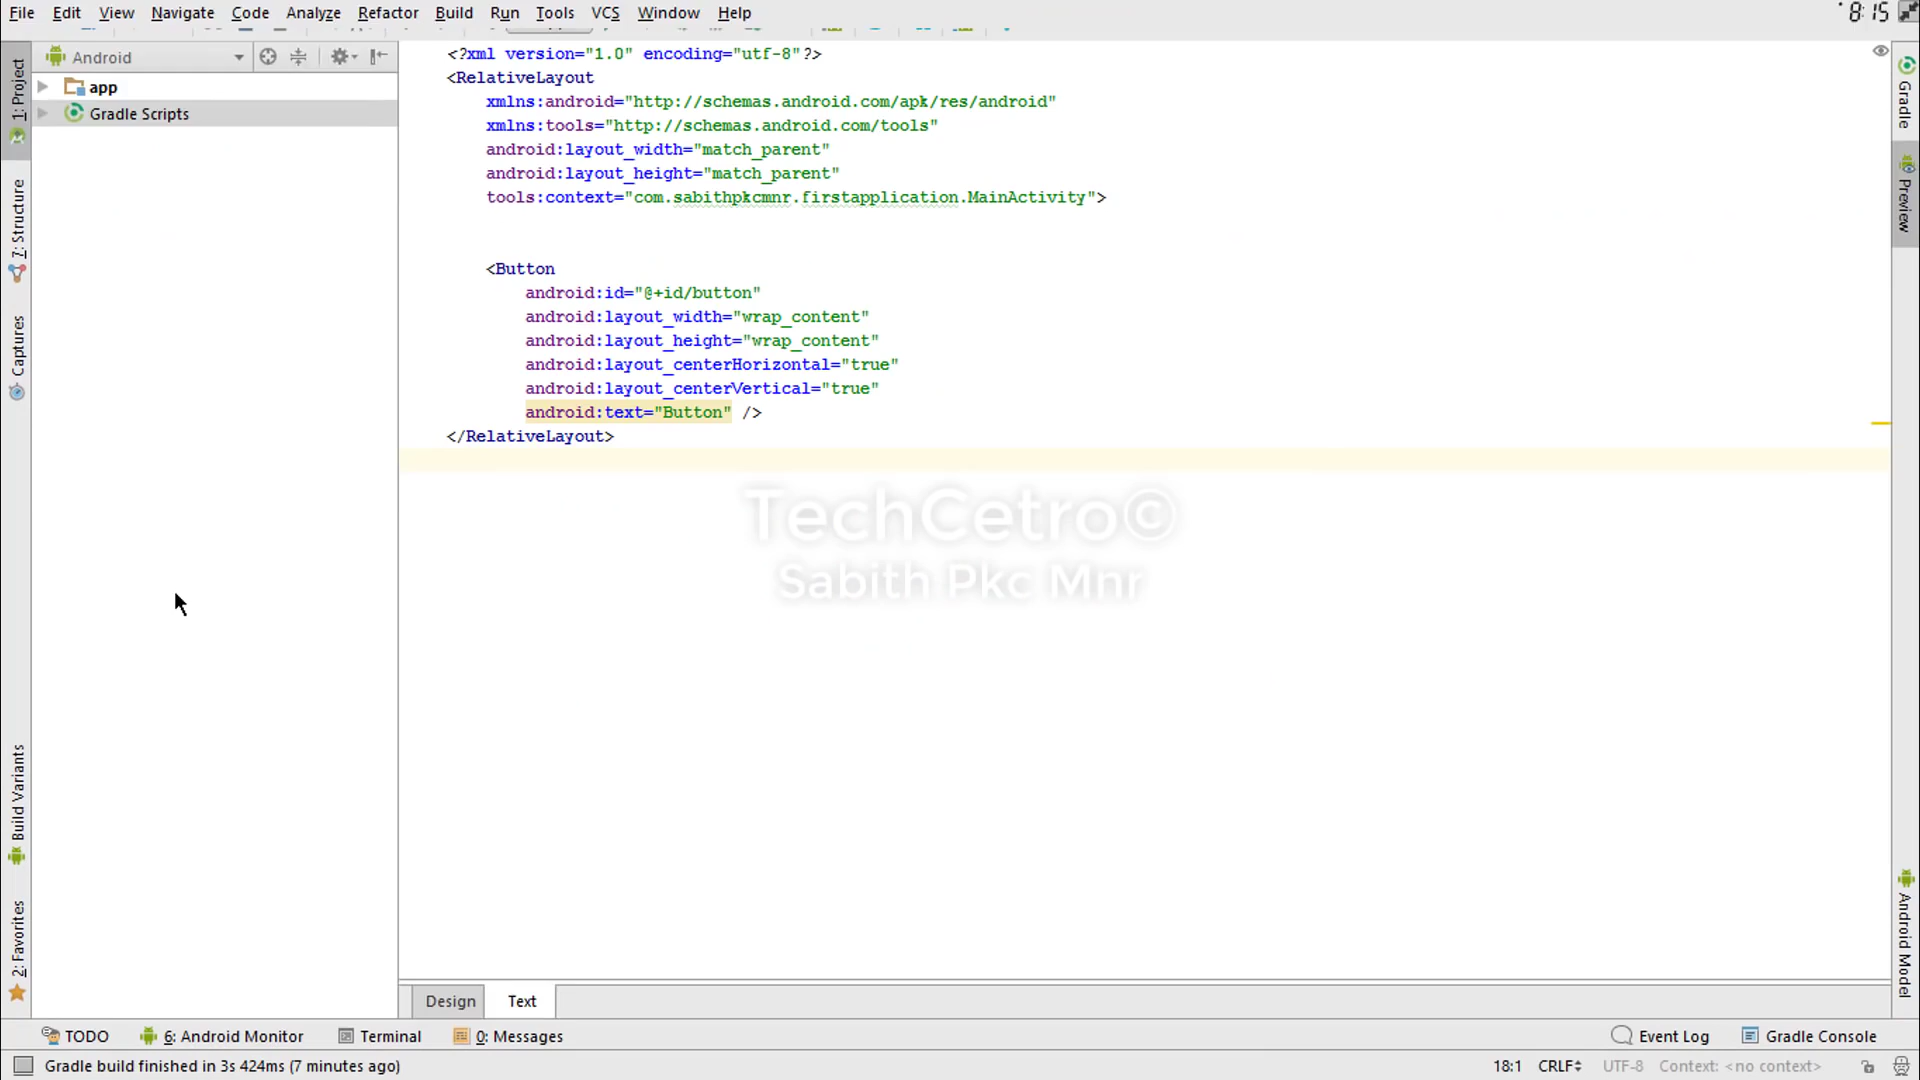 File Edit View Navigate Code Analyze Refactor Build Run Tools VCS Window Help
8:15
1: Project
7: Structure
Captures
Build Variants
2: Favorites
Android
app
Gradle Scripts
<?xml version="1.0" encoding="utf-8"?>
<RelativeLayout
xmlns:android="http://schemas.android.com/apk/res/android"
xmlns:tools="http://schemas.android.com/tools"
android:layout_width="match_parent"
android:layout_height="match_parent"
tools:context="com.sabithpkcmnr.firstapplication.MainActivity">
<Button
android:id="@+id/button"
android:layout_width="wrap_content"
android:layout_height="wrap_content"
android:layout_centerHorizontal="true"
android:layout_centerVertical="true"
android:text="Button" />
</RelativeLayout>
TechCetro©
Sabith Pkc Mnr
Gradle
Preview
Android Model
Design Text
TODO 6: Android Monitor Terminal 0: Messages Event Log Gradle Console
Gradle build finished in 3s 424ms (7 minutes ago) 18:1 CRLF UTF-8 Context: <no context>